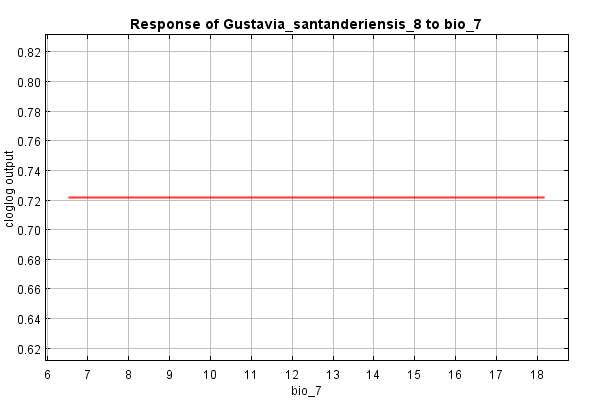 Response of Gustavia_santanderiensis_8 to bio_7
cloglog output
0.82
0.80
0.78
0.76
0.74
0.72
0.70
0.68
0.66
0.64
0.62
6 7 8 9 10 11 12 13 14 15 16 17 18
bio_7